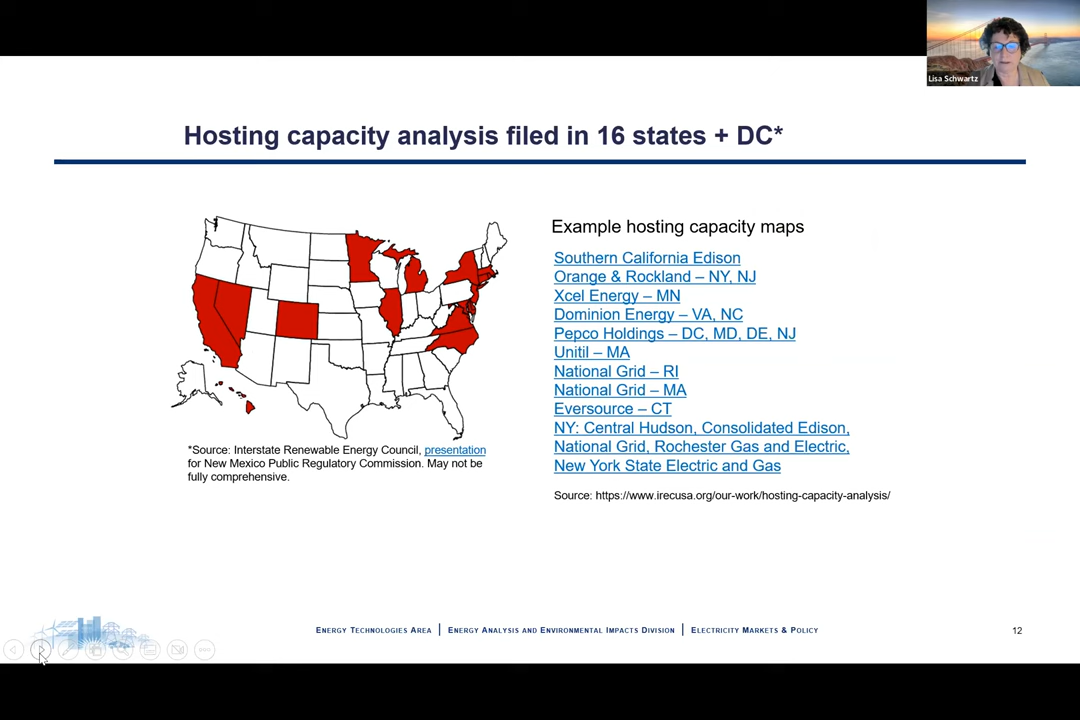 Lisa Schwartz
Hosting capacity analysis filed in 16 states + DC*
Example hosting capacity maps
Southern California Edison
Orange & Rockland – NY, NJ
Xcel Energy – MN
Dominion Energy – VA, NC
Pepco Holdings – DC, MD, DE, NJ
Unitil – MA
National Grid – RI
National Grid – MA
Eversource – CT
NY: Central Hudson, Consolidated Edison,
National Grid, Rochester Gas and Electric,
New York State Electric and Gas
*Source: Interstate Renewable Energy Council, presentation
for New Mexico Public Regulatory Commission. May not be
fully comprehensive.
Source: https://www.irecusa.org/our-work/hosting-capacity-analysis/
ENERGY TECHNOLOGIES AREA | ENERGY ANALYSIS AND ENVIRONMENTAL IMPACTS DIVISION | ELECTRICITY MARKETS & POLICY
12